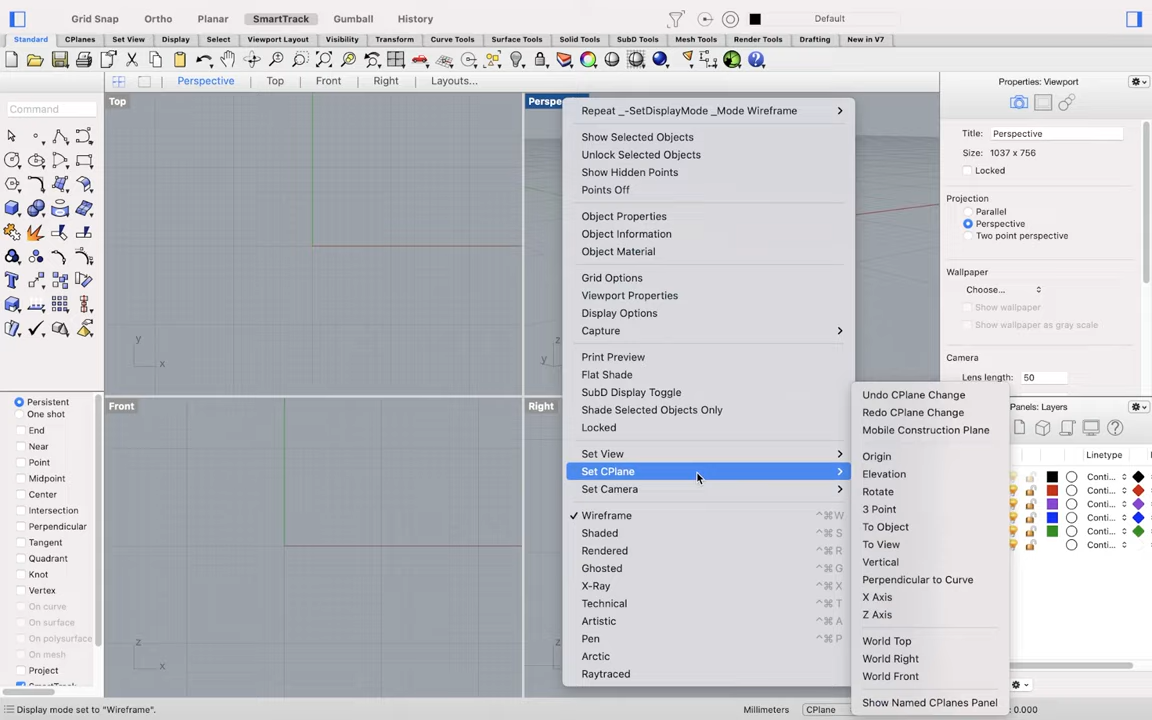 Grid Snap Ortho Planar SmartTrack Gumball History Default
Standard CPlanes Set View Display Select Viewport Layout Visibility Transform Curve Tools Surface Tools Solid Tools SubD Tools Mesh Tools Render Tools Drafting New in V7
Perspective Top Front Right Layouts...
Properties: Viewport
Command
Top
Title: Perspective
Size: 1037 x 756
Locked
Projection
Parallel
Perspective
Two point perspective
Wallpaper
Choose...
Show wallpaper
Show wallpaper as gray scale
Camera
Lens length: 50
y
x
z
y
Repeat _-SetDisplayMode _Mode Wireframe
Show Selected Objects
Unlock Selected Objects
Show Hidden Points
Points Off
Object Properties
Object Information
Object Material
Grid Options
Viewport Properties
Display Options
Capture
Print Preview
Flat Shade
SubD Display Toggle
Shade Selected Objects Only
Locked
Set View
Set CPlane
Set Camera
Wireframe ^⌘W
Shaded ^⌘S
Rendered ^⌘R
Ghosted ^⌘G
X-Ray ^⌘X
Technical ^⌘T
Artistic ^⌘A
Pen ^⌘P
Arctic
Raytraced
Undo CPlane Change
Redo CPlane Change
Mobile Construction Plane
Origin
Elevation
Rotate
3 Point
To Object
To View
Vertical
Perpendicular to Curve
X Axis
Z Axis
World Top
World Right
World Front
Show Named CPlanes Panel
Panels: Layers
Linetype
Conti...
Conti...
Conti...
Conti...
Conti...
Front
Right
z
x
z
Persistent
One shot
End
Near
Point
Midpoint
Center
Intersection
Perpendicular
Tangent
Quadrant
Knot
Vertex
On curve
On surface
On polysurface
On mesh
Project
SmartTrack
Display mode set to "Wireframe". Millimeters CPlane 0.000